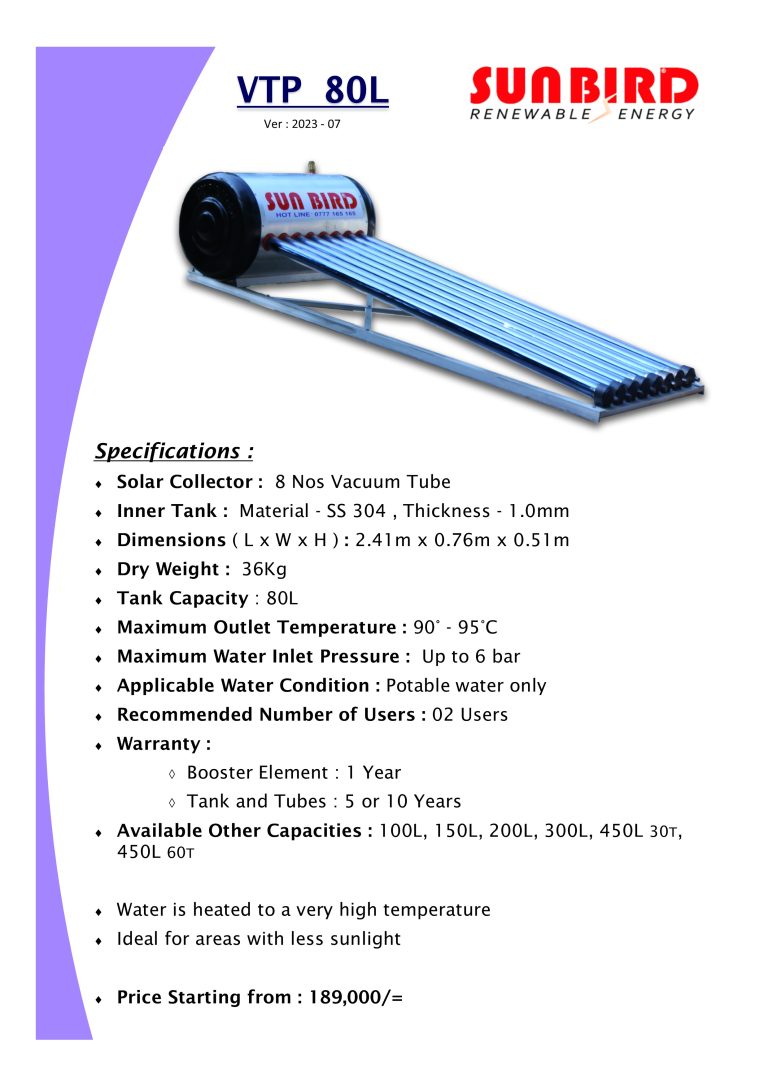 VTP 80L
Ver : 2023 - 07
SUN BIRD
RENEWABLE ENERGY
SUN BIRD
HOT LINE 0777 165 165
Specifications :
♦ Solar Collector : 8 Nos Vacuum Tube
♦ Inner Tank : Material - SS 304 , Thickness - 1.0mm
♦ Dimensions ( L x W x H ) : 2.41m x 0.76m x 0.51m
♦ Dry Weight : 36Kg
♦ Tank Capacity : 80L
♦ Maximum Outlet Temperature : 90° - 95°C
♦ Maximum Water Inlet Pressure : Up to 6 bar
♦ Applicable Water Condition : Potable water only
♦ Recommended Number of Users : 02 Users
♦ Warranty :
◊ Booster Element : 1 Year
◊ Tank and Tubes : 5 or 10 Years
♦ Available Other Capacities : 100L, 150L, 200L, 300L, 450L 30T,
450L 60T
♦ Water is heated to a very high temperature
♦ Ideal for areas with less sunlight
♦ Price Starting from : 189,000/=